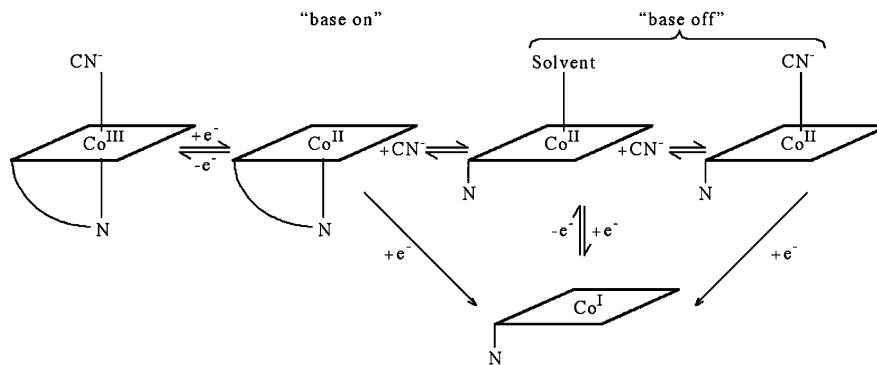 “base on”
“base off”
CN⁻
Solvent
CN⁻
Co^III
+e⁻
-e⁻
Co^II
+CN⁻
Co^II
+CN⁻
Co^II
N
N
N
N
+e⁻
-e⁻
+e⁻
+e⁻
Co^I
N